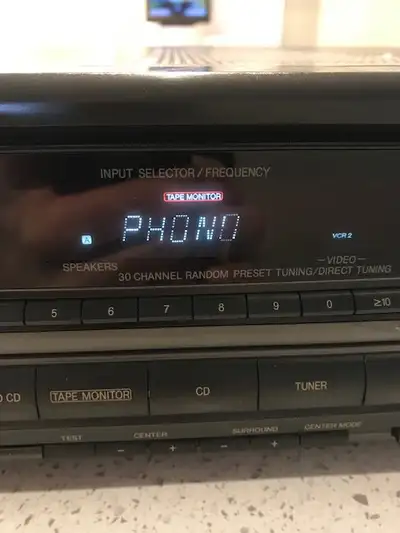 INPUT SELECTOR/FREQUENCY
TAPE MONITOR
A
PHONO
VCR 2
SPEAKERS
—VIDEO—
30 CHANNEL RANDOM PRESET TUNING/DIRECT TUNING
5 6 7 8 9 0 ≥10
CD
TAPE MONITOR
CD
TUNER
TEST
CENTER
SURROUND
CENTER MODE
− + − +